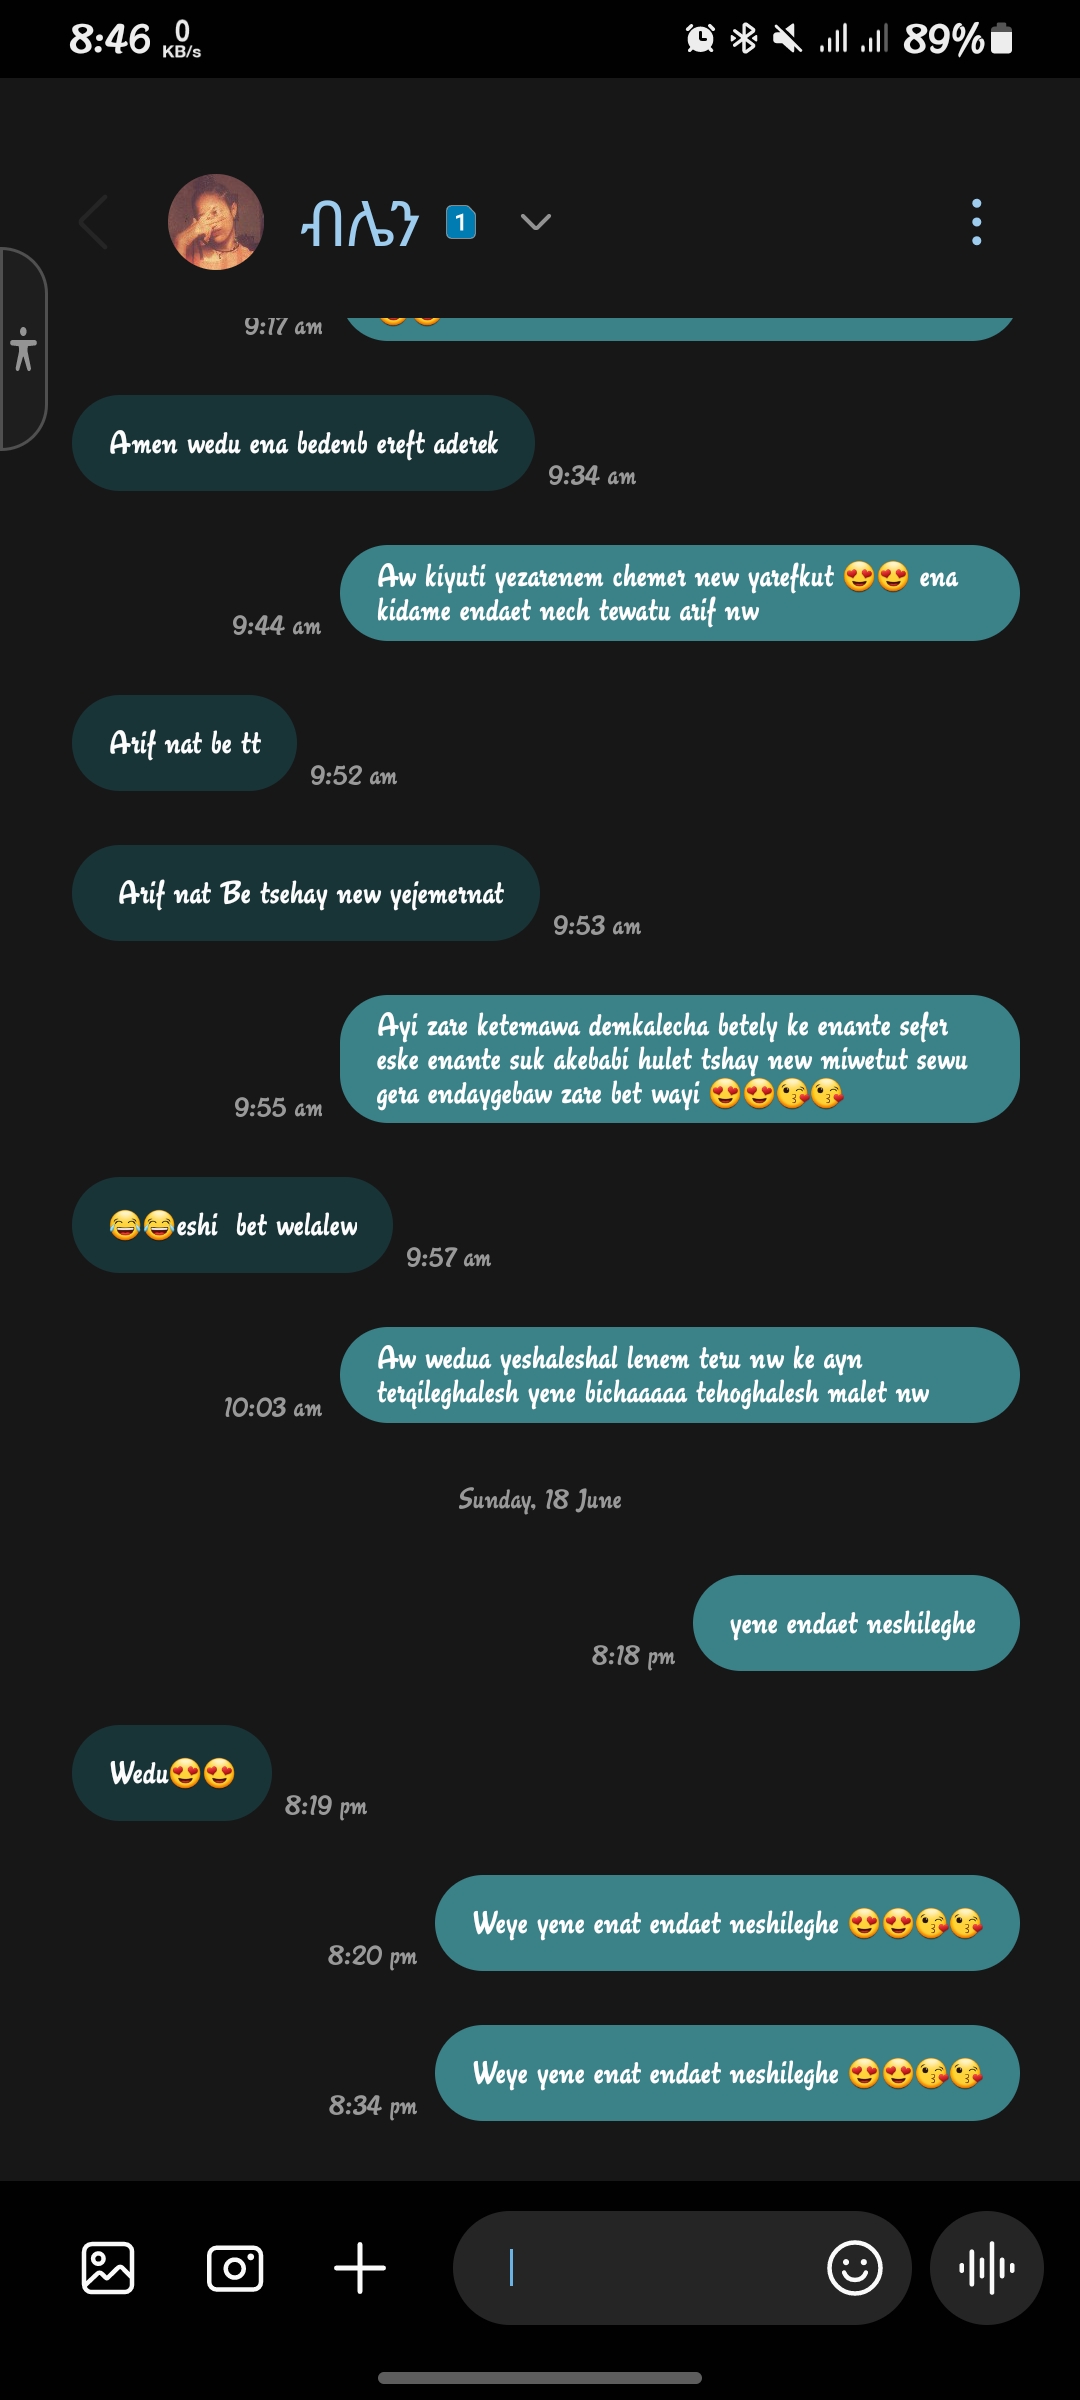 8:46 0 KB/s 89%
ብሌን 1
9:17 am
Amen wedu ena bedenb ereft aderek
9:34 am
Aw kiyuti yezarenem chemer new yarefkut 😍😍 ena
kidame endaet nech tewatu arif nw
9:44 am
Arif nat be tt
9:52 am
Arif nat Be tsehay new yejemernat
9:53 am
Ayi zare ketemawa demkalecha betely ke enante sefer
eske enante suk akebabi hulet tshay new miwetut sewu
gera endaygebaw zare bet wayi 😍😍😘😘
9:55 am
😂😂eshi  bet welalew
9:57 am
Aw wedua yeshaleshal lenem teru nw ke ayn
terqileghalesh yene bichaaaaa tehoghalesh malet nw
10:03 am
Sunday, 18 June
yene endaet neshileghe
8:18 pm
Wedu😍😍
8:19 pm
Weye yene enat endaet neshileghe 😍😍😘😘
8:20 pm
Weye yene enat endaet neshileghe 😍😍😘😘
8:34 pm